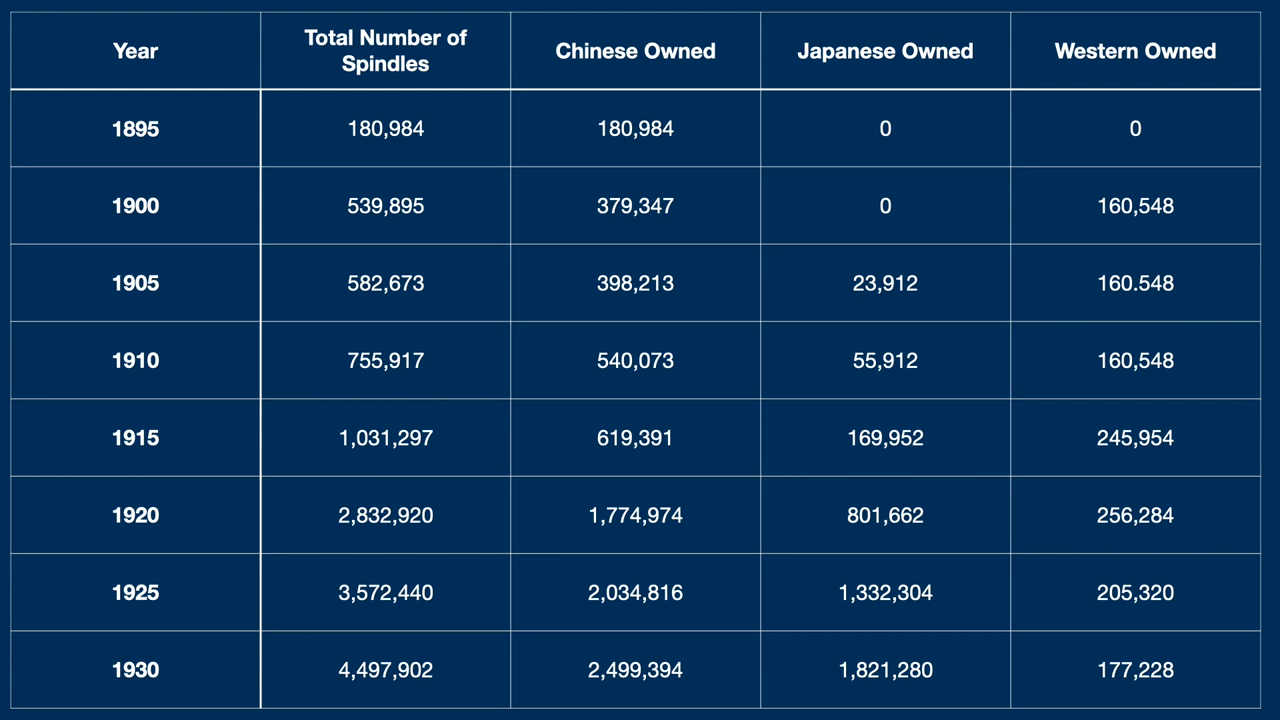 Year Total Number of Spindles Chinese Owned Japanese Owned Western Owned
1895 180,984 180,984 0 0
1900 539,895 379,347 0 160,548
1905 582,673 398,213 23,912 160.548
1910 755,917 540,073 55,912 160,548
1915 1,031,297 619,391 169,952 245,954
1920 2,832,920 1,774,974 801,662 256,284
1925 3,572,440 2,034,816 1,332,304 205,320
1930 4,497,902 2,499,394 1,821,280 177,228